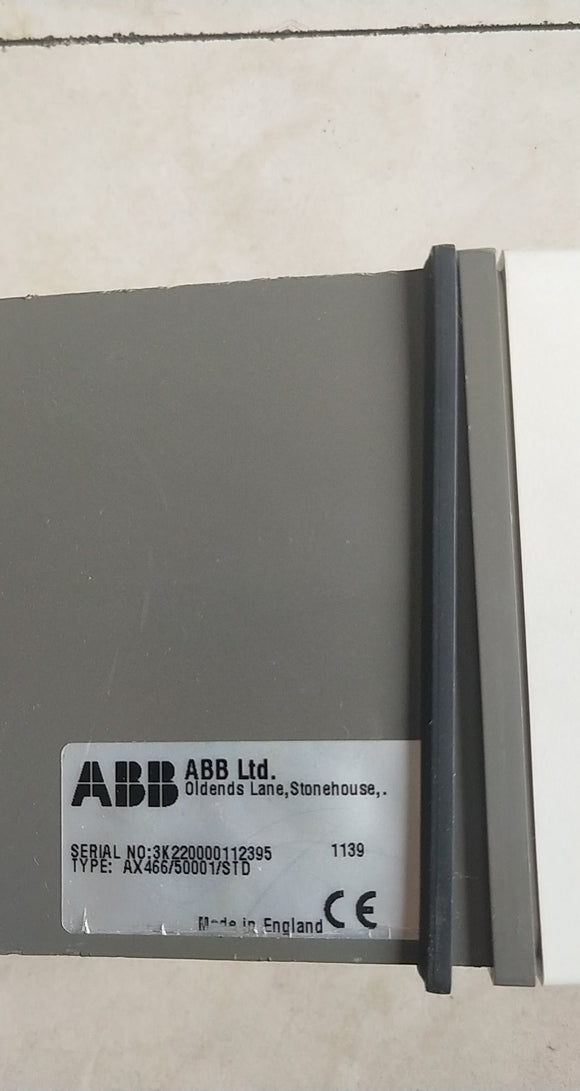 ABB ABB Ltd.
Oldends Lane,Stonehouse,.
SERIAL NO:3K220000112395 1139
TYPE: AX466/50001/STD
Made in England CE